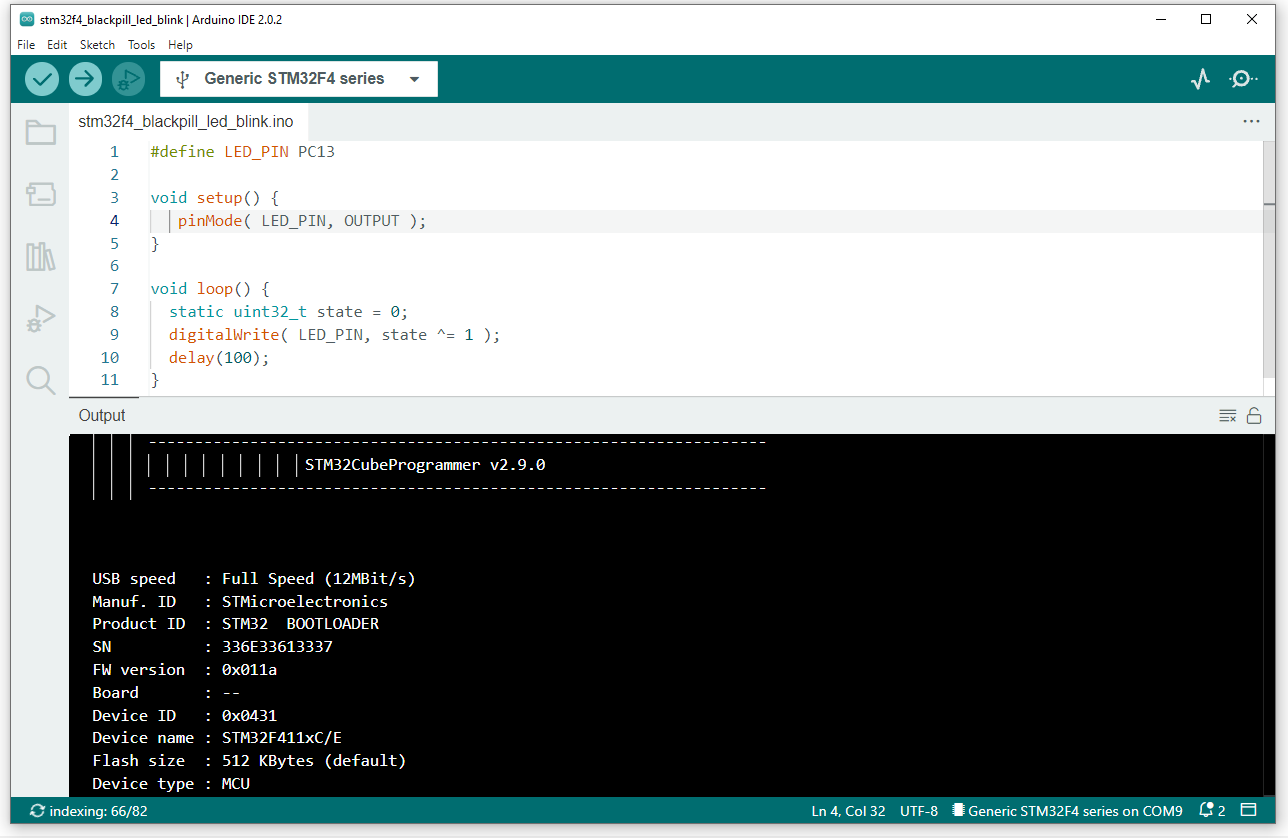 stm32f4_blackpill_led_blink | Arduino IDE 2.0.2
File Edit Sketch Tools Help
Generic STM32F4 series
stm32f4_blackpill_led_blink.ino
1 #define LED_PIN PC13
2
3 void setup() {
4 pinMode( LED_PIN, OUTPUT );
5 }
6
7 void loop() {
8 static uint32_t state = 0;
9 digitalWrite( LED_PIN, state ^= 1 );
10 delay(100);
11 }
Output
-------------------------------------------------------------------
STM32CubeProgrammer v2.9.0
-------------------------------------------------------------------
USB speed : Full Speed (12MBit/s)
Manuf. ID : STMicroelectronics
Product ID : STM32 BOOTLOADER
SN : 336E33613337
FW version : 0x011a
Board : --
Device ID : 0x0431
Device name : STM32F411xC/E
Flash size : 512 KBytes (default)
Device type : MCU
indexing: 66/82 Ln 4, Col 32 UTF-8 Generic STM32F4 series on COM9 2